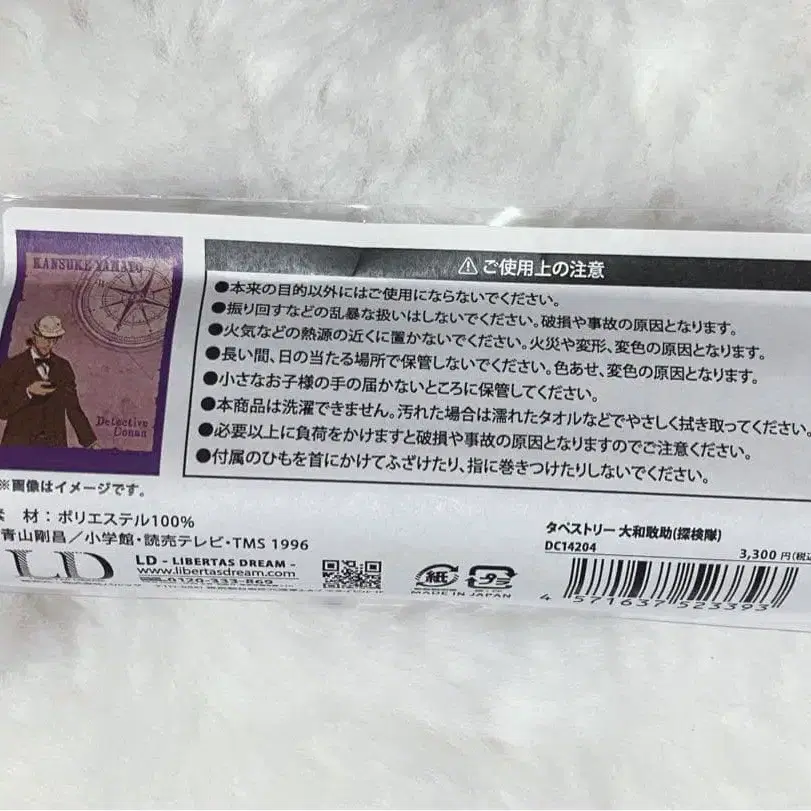 KANSUKE YAMATO
Detective
Conan
※画像はイメージです。
⚠ご使用上の注意
●本来の目的以外にはご使用にならないでください。
●振り回すなどの乱暴な扱いはしないでください。破損や事故の原因となります。
●火気などの熱源の近くに置かないでください。火災や変形、変色の原因となります。
●長い間、日の当たる場所で保管しないでください。色あせ、変色の原因となります。
●小さなお子様の手の届かないところに保管してください。
●本商品は洗濯できません。汚れた場合は濡れたタオルなどでやさしく拭き取ってください。
●必要以上に負荷をかけますと破損や事故の原因となりますのでご注意ください。
●付属のひもを首にかけてふざけたり、指に巻きつけたりしないでください。
材：ポリエステル100%
青山剛昌／小学館・読売テレビ・TMS 1996
LD
LD - LIBERTAS DREAM -
www.libertasdream.com
0120-333-869
紙
プラ
MADE IN JAPAN
タペストリー 大和敢助(探検隊)
DC14204
3,300円(税込
4 571637 523393